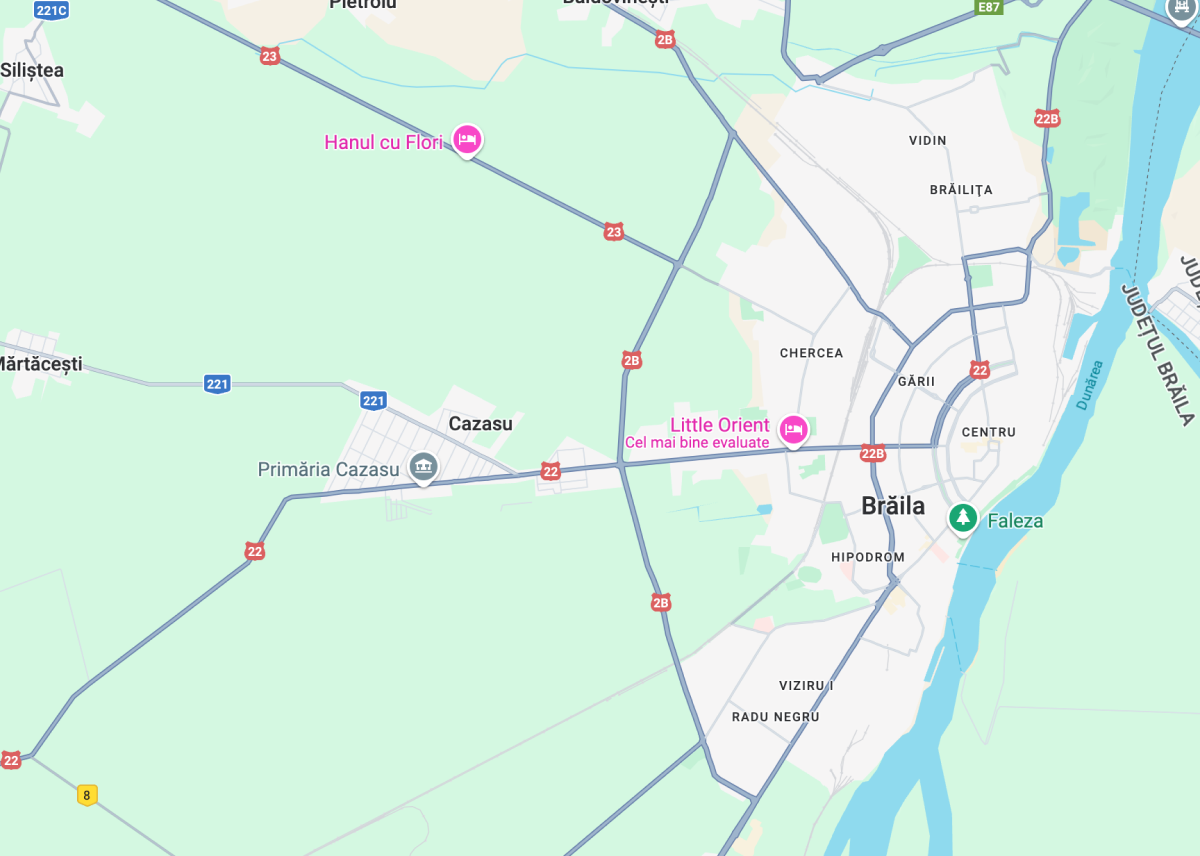 221C
Pietroiu
Baldovinești
E87
23
2B
Siliștea
22B
Hanul cu Flori
VIDIN
BRĂILIȚA
23
JUDEȚUL BRĂILA
2B
CHERCEA
Mărtăcești
22
Dunărea
221
GĂRII
221
Cazasu
Little Orient
Cel mai bine evaluate
CENTRU
22B
Primăria Cazasu
22
Brăila
Faleza
22
HIPODROM
2B
VIZIRU I
RADU NEGRU
22
8